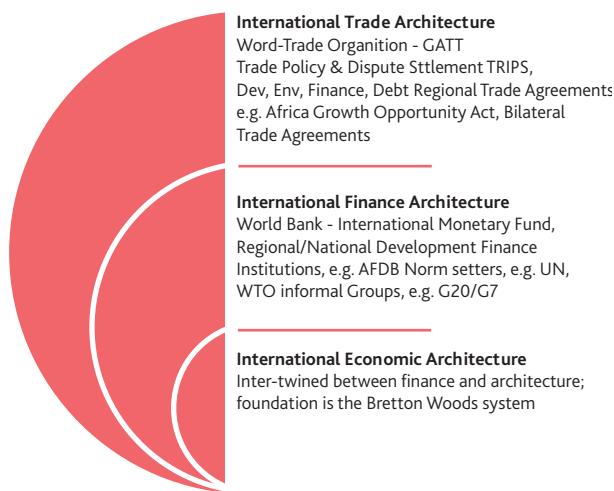 International Trade Architecture
Word-Trade Organition - GATT
Trade Policy & Dispute Sttlement TRIPS,
Dev, Env, Finance, Debt Regional Trade Agreements
e.g. Africa Growth Opportunity Act, Bilateral
Trade Agreements
International Finance Architecture
World Bank - International Monetary Fund,
Regional/National Development Finance
Institutions, e.g. AFDB Norm setters, e.g. UN,
WTO informal Groups, e.g. G20/G7
International Economic Architecture
Inter-twined between finance and architecture;
foundation is the Bretton Woods system